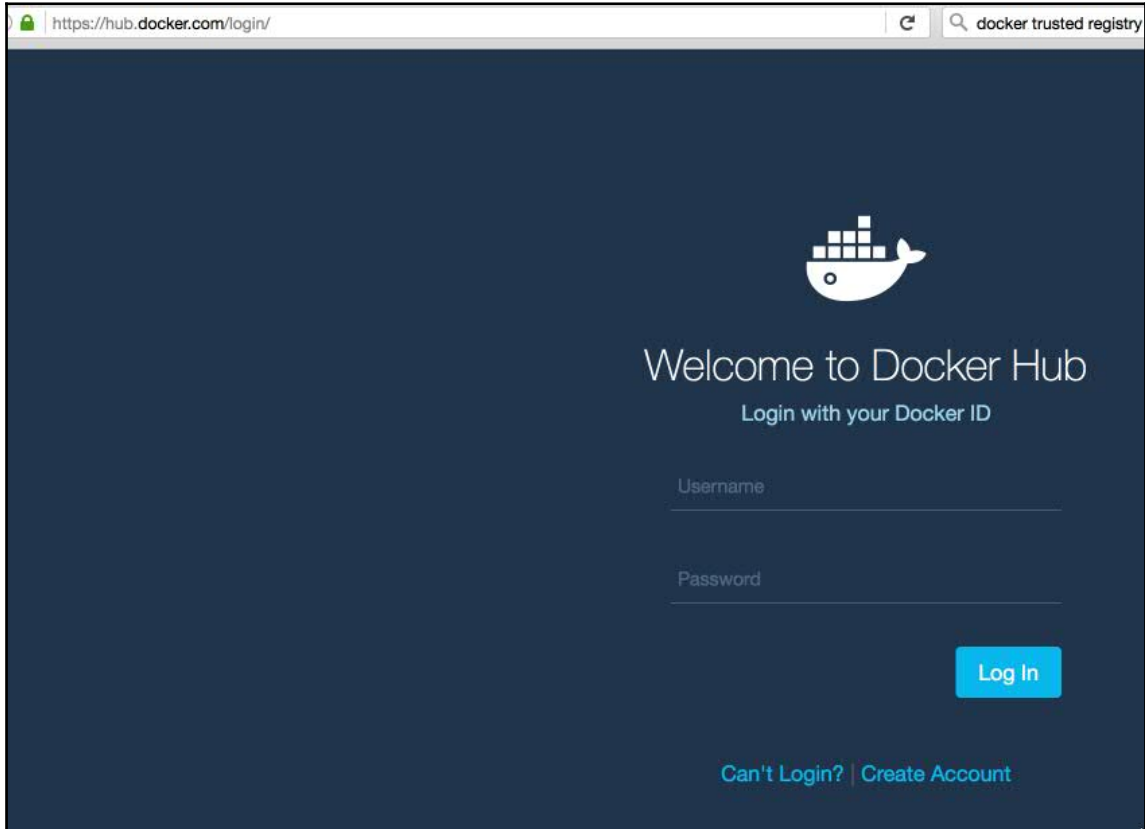 https://hub.docker.com/login/ docker trusted registry
Welcome to Docker Hub
Login with your Docker ID
Username
Password
Log In
Can't Login? | Create Account